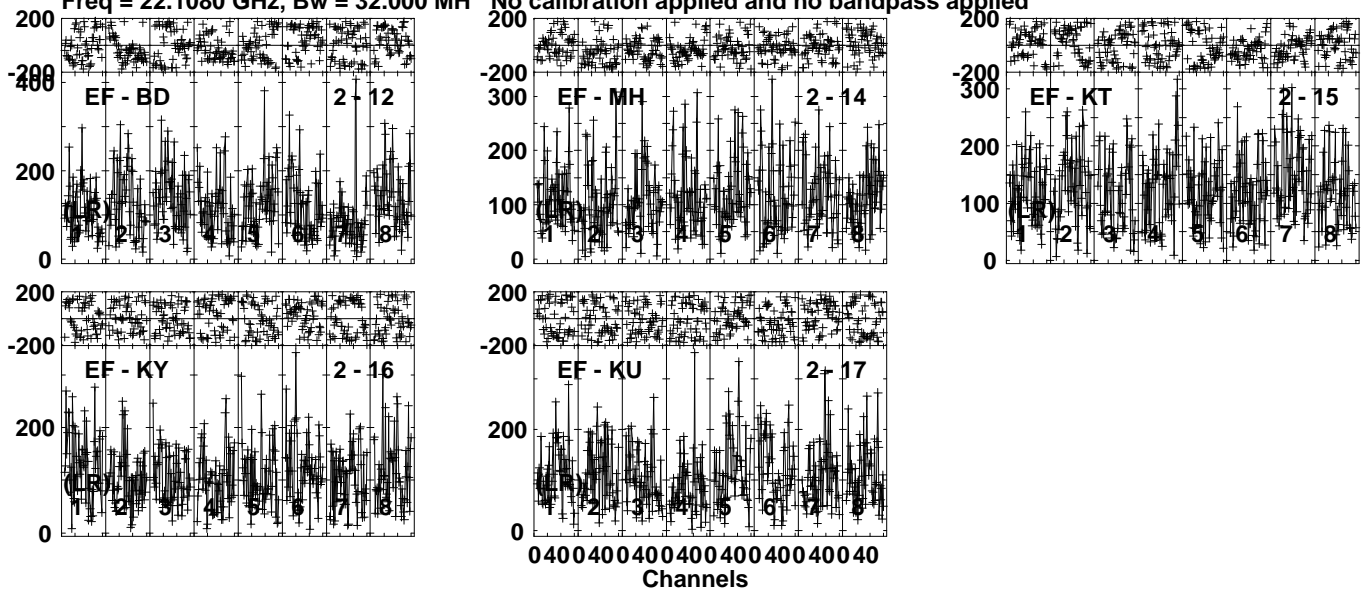 Freq = 22.1080 GHz, Bw = 32.000 MH No calibration applied and no bandpass applied
200
-200
400
200
0
EF - BD 2 - 12
(LR)
1 2 3 4 5 6 7 8
200
-200
300
200
100
0
EF - MH 2 - 14
(LR)
1 2 3 4 5 6 7 8
200
-200
300
200
100
0
EF - KT 2 - 15
(LR)
1 2 3 4 5 6 7 8
200
-200
200
0
EF - KY 2 - 16
(LR)
1 2 3 4 5 6 7 8
200
-200
200
0
EF - KU 2 - 17
(LR)
1 2 3 4 5 6 7 8
0 40 0 40 0 40 0 40 0 40 0 40 0 40 0 40
Channels